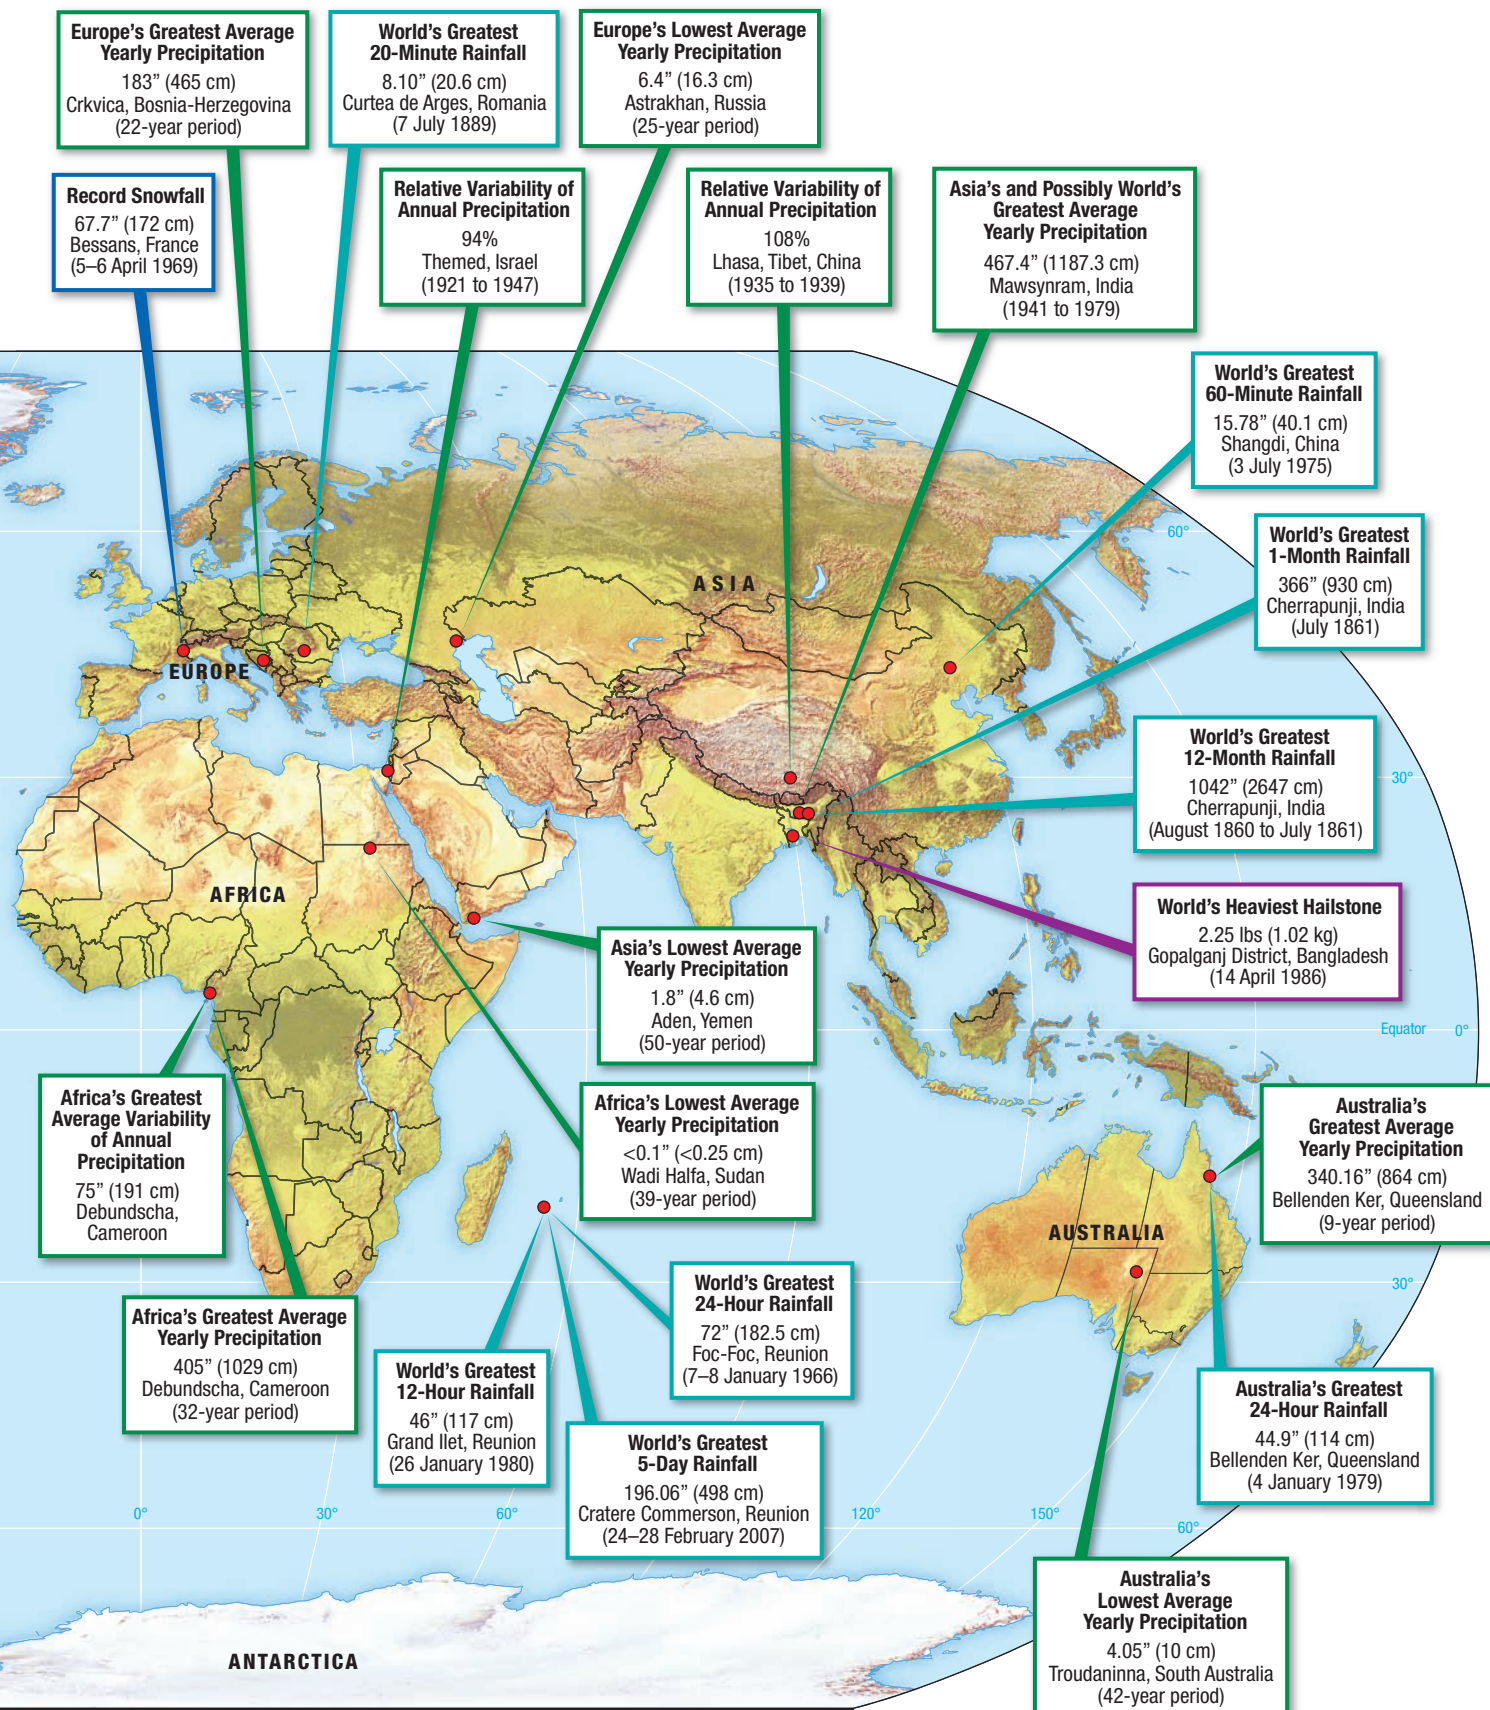 Europe's Greatest Average
Yearly Precipitation
183” (465 cm)
Crkvica, Bosnia-Herzegovina
(22-year period)
World's Greatest
20-Minute Rainfall
8.10” (20.6 cm)
Curtea de Arges, Romania
(7 July 1889)
Europe's Lowest Average
Yearly Precipitation
6.4” (16.3 cm)
Astrakhan, Russia
(25-year period)
Record Snowfall
67.7” (172 cm)
Bessans, France
(5–6 April 1969)
Relative Variability of
Annual Precipitation
94%
Themed, Israel
(1921 to 1947)
Relative Variability of
Annual Precipitation
108%
Lhasa, Tibet, China
(1935 to 1939)
Asia's and Possibly World's
Greatest Average
Yearly Precipitation
467.4” (1187.3 cm)
Mawsynram, India
(1941 to 1979)
World's Greatest
60-Minute Rainfall
15.78” (40.1 cm)
Shangdi, China
(3 July 1975)
60°
World's Greatest
1-Month Rainfall
366” (930 cm)
Cherrapunji, India
(July 1861)
ASIA
EUROPE
World's Greatest
12-Month Rainfall
1042” (2647 cm)
Cherrapunji, India
(August 1860 to July 1861)
30°
AFRICA
World's Heaviest Hailstone
2.25 lbs (1.02 kg)
Gopalganj District, Bangladesh
(14 April 1986)
Asia's Lowest Average
Yearly Precipitation
1.8” (4.6 cm)
Aden, Yemen
(50-year period)
Equator 0°
Africa's Greatest
Average Variability
of Annual
Precipitation
75” (191 cm)
Debundscha,
Cameroon
Africa's Lowest Average
Yearly Precipitation
<0.1” (<0.25 cm)
Wadi Halfa, Sudan
(39-year period)
Australia's
Greatest Average
Yearly Precipitation
340.16” (864 cm)
Bellenden Ker, Queensland
(9-year period)
AUSTRALIA
30°
Africa's Greatest Average
Yearly Precipitation
405” (1029 cm)
Debundscha, Cameroon
(32-year period)
World's Greatest
24-Hour Rainfall
72” (182.5 cm)
Foc-Foc, Reunion
(7–8 January 1966)
World's Greatest
12-Hour Rainfall
46” (117 cm)
Grand Ilet, Reunion
(26 January 1980)
World's Greatest
5-Day Rainfall
196.06” (498 cm)
Cratere Commerson, Reunion
(24–28 February 2007)
Australia's Greatest
24-Hour Rainfall
44.9” (114 cm)
Bellenden Ker, Queensland
(4 January 1979)
0° 30° 60° 120° 150° 60°
Australia's
Lowest Average
Yearly Precipitation
4.05” (10 cm)
Troudaninna, South Australia
(42-year period)
ANTARCTICA